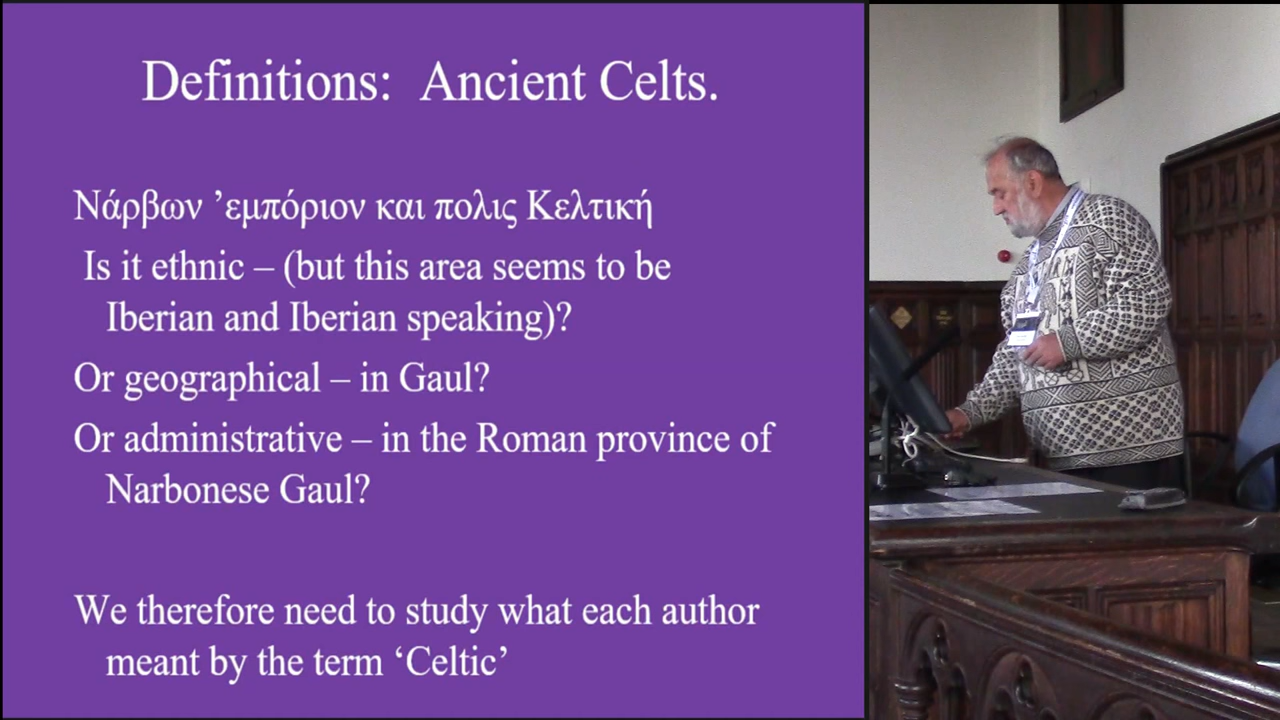 Definitions: Ancient Celts.
Νάρβων ’εμπόριον και πολις Κελτική
Is it ethnic – (but this area seems to be
Iberian and Iberian speaking)?
Or geographical – in Gaul?
Or administrative – in the Roman province of
Narbonese Gaul?
We therefore need to study what each author
meant by the term ‘Celtic’